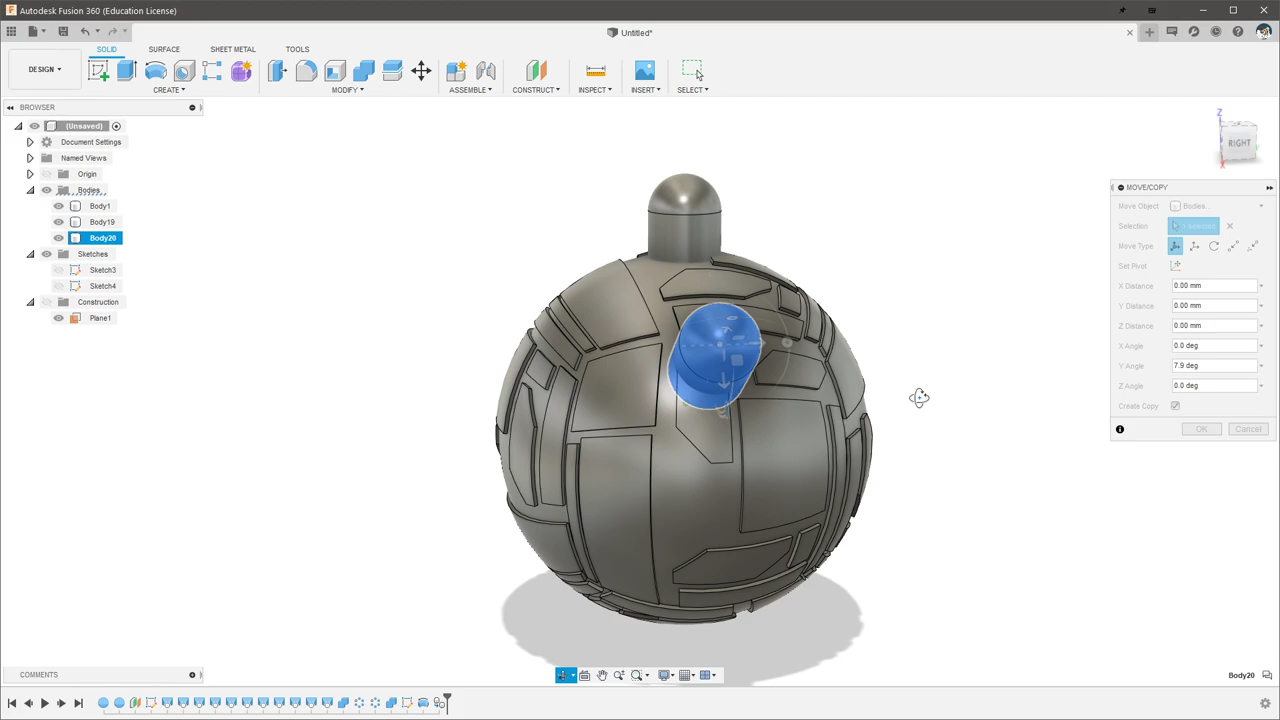 Autodesk Fusion 360 (Education License)
Untitled*
SOLID SURFACE SHEET METAL TOOLS
DESIGN
CREATE MODIFY ASSEMBLE CONSTRUCT INSPECT INSERT SELECT
BROWSER
(Unsaved)
Document Settings
Named Views
Origin
Bodies
Body1
Body19
Body20
Sketches
Sketch3
Sketch4
Construction
Plane1
Z
RIGHT
X
MOVE/COPY
Move Object Bodies...
Selection 1 selected
Move Type
Set Pivot
X Distance 0.00 mm
Y Distance 0.00 mm
Z Distance 0.00 mm
X Angle 0.0 deg
Y Angle 7.9 deg
Z Angle 0.0 deg
Create Copy
OK Cancel
COMMENTS
Body20